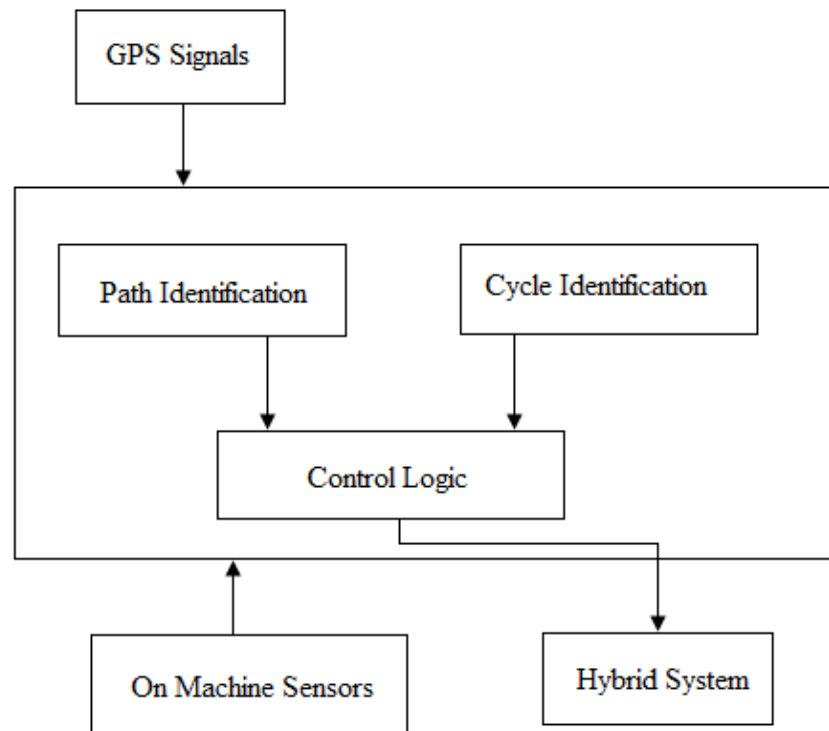 GPS Signals
Path Identification
Cycle Identification
Control Logic
On Machine Sensors
Hybrid System